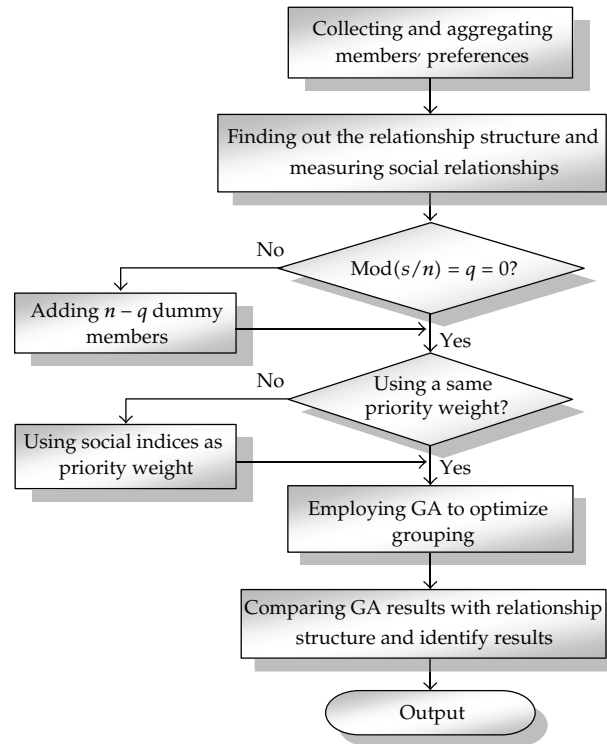 Collecting and aggregating
members' preferences
Finding out the relationship structure and
measuring social relationships
No
Mod(s/n) = q = 0?
Adding n − q dummy
members
Yes
No
Using a same
priority weight?
Using social indices as
priority weight
Yes
Employing GA to optimize
grouping
Comparing GA results with relationship
structure and identify results
Output